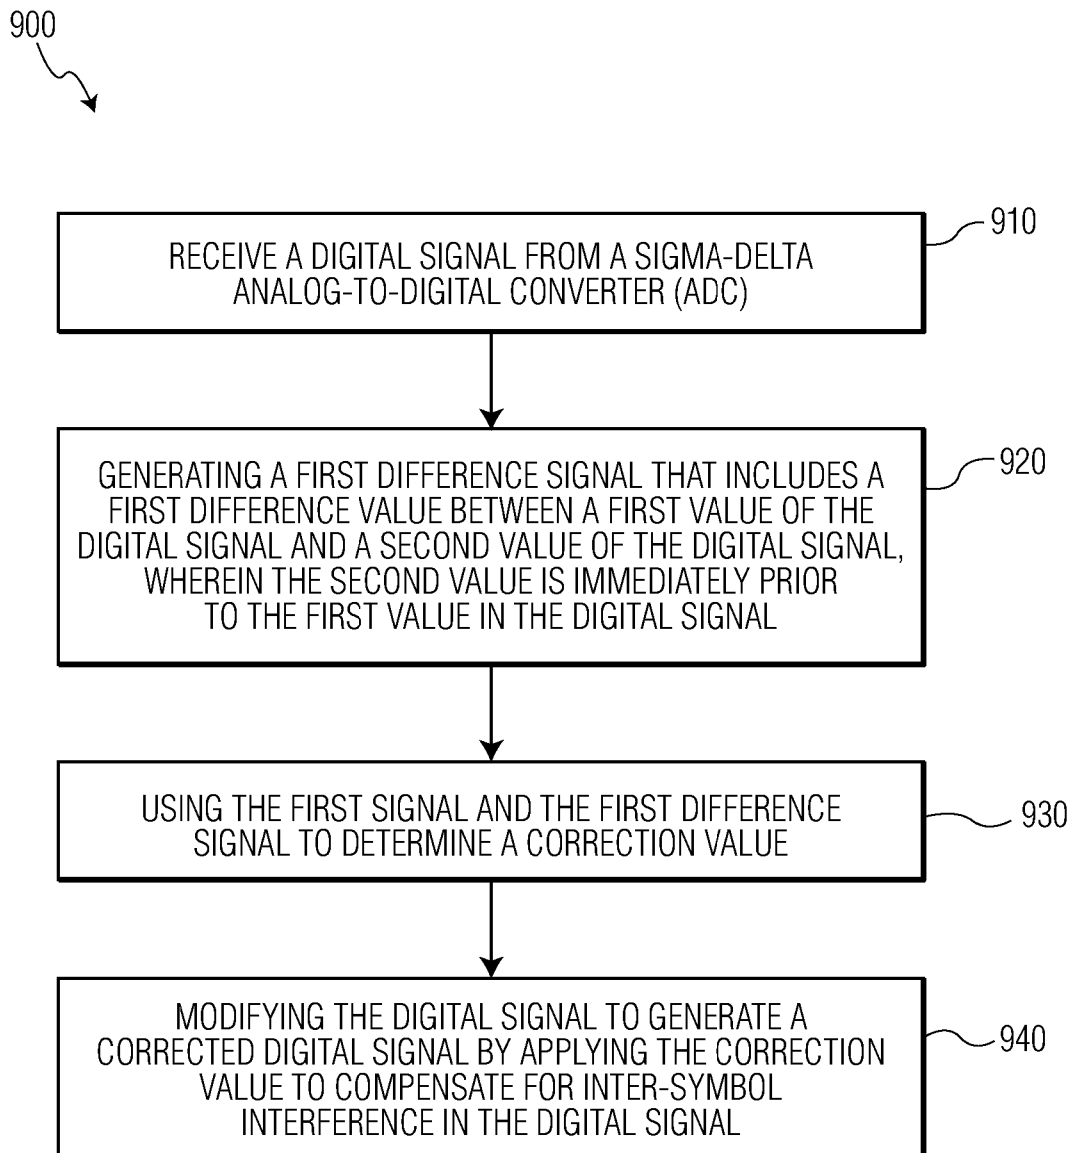 900
910
RECEIVE A DIGITAL SIGNAL FROM A SIGMA-DELTA
ANALOG-TO-DIGITAL CONVERTER (ADC)
920
GENERATING A FIRST DIFFERENCE SIGNAL THAT INCLUDES A
FIRST DIFFERENCE VALUE BETWEEN A FIRST VALUE OF THE
DIGITAL SIGNAL AND A SECOND VALUE OF THE DIGITAL SIGNAL,
WHEREIN THE SECOND VALUE IS IMMEDIATELY PRIOR
TO THE FIRST VALUE IN THE DIGITAL SIGNAL
930
USING THE FIRST SIGNAL AND THE FIRST DIFFERENCE
SIGNAL TO DETERMINE A CORRECTION VALUE
940
MODIFYING THE DIGITAL SIGNAL TO GENERATE A
CORRECTED DIGITAL SIGNAL BY APPLYING THE CORRECTION
VALUE TO COMPENSATE FOR INTER-SYMBOL
INTERFERENCE IN THE DIGITAL SIGNAL